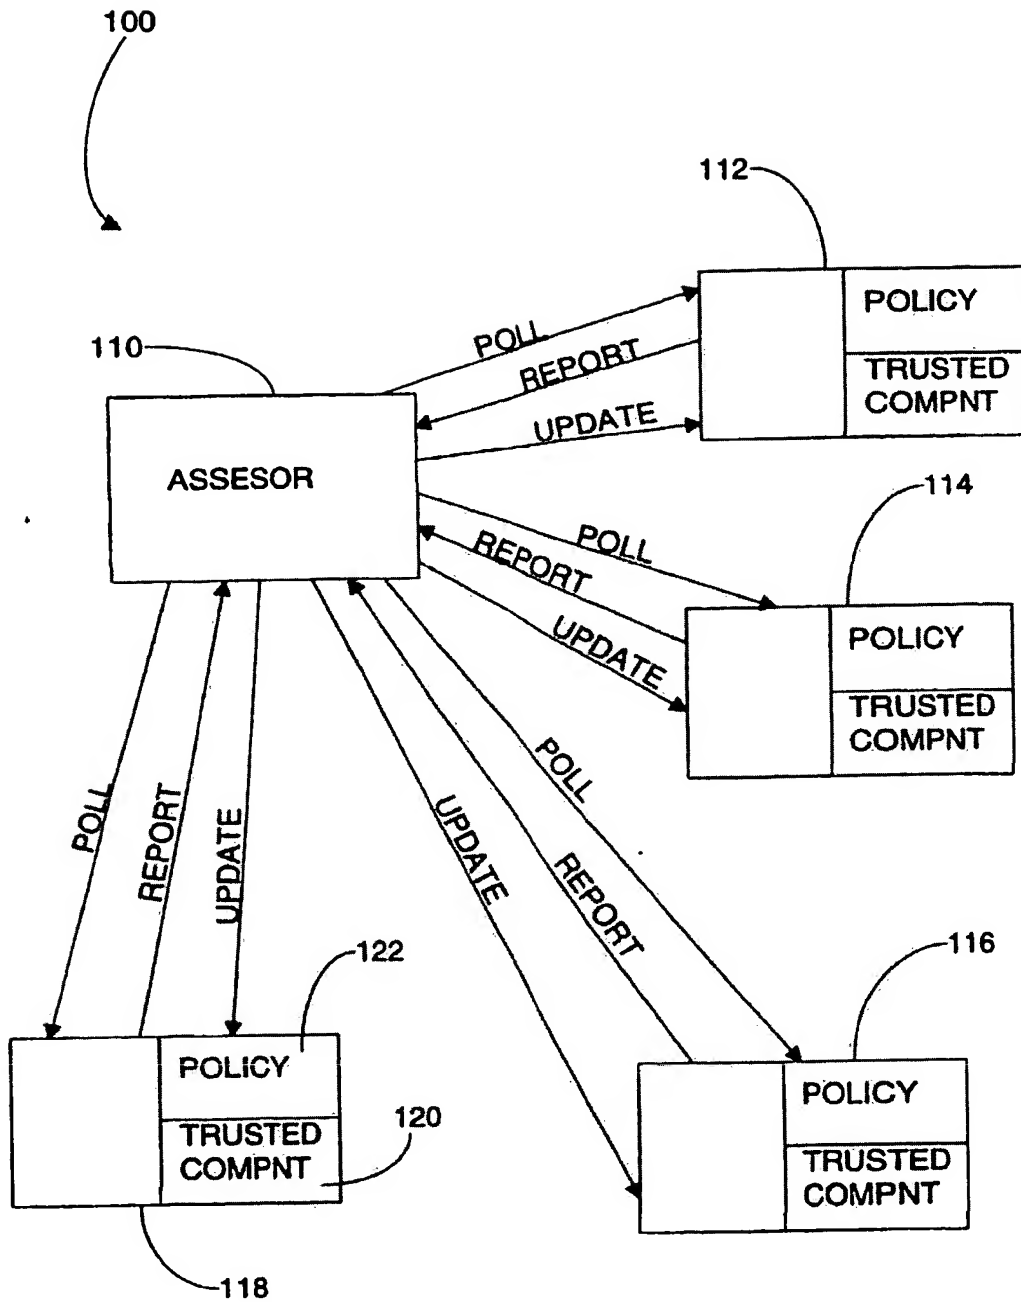 100
112
POLICY
TRUSTED
COMPNT
110
POLL
REPORT
UPDATE
ASSESOR
114
POLL
REPORT
UPDATE
POLICY
TRUSTED
COMPNT
POLL
REPORT
UPDATE
UPDATE
REPORT
POLL
122
116
POLICY
TRUSTED
COMPNT
120
POLICY
TRUSTED
COMPNT
118